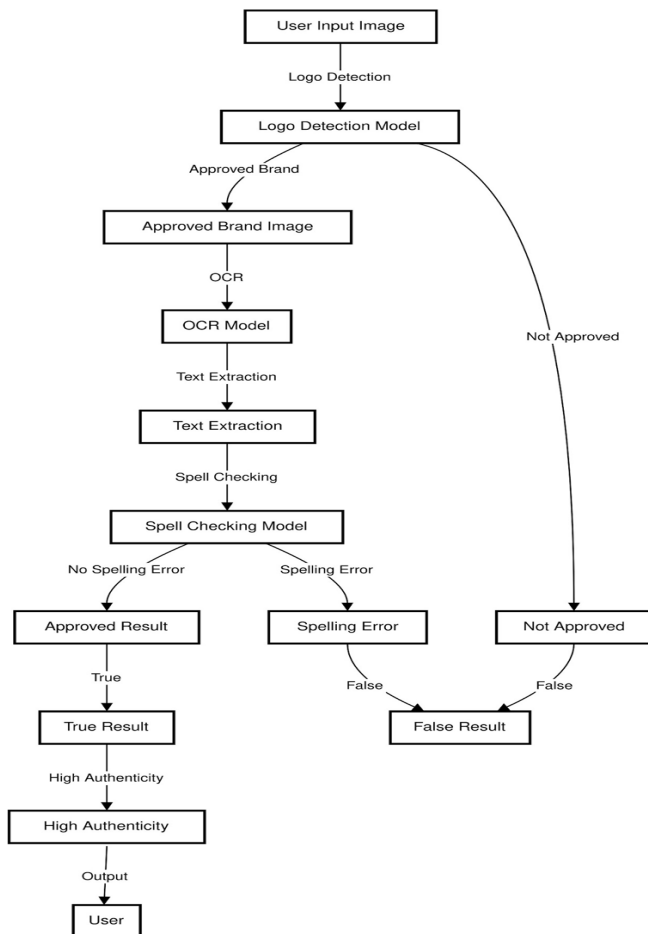 User Input Image
Logo Detection
Logo Detection Model
Approved Brand
Approved Brand Image
OCR
OCR Model
Not Approved
Text Extraction
Text Extraction
Spell Checking
Spell Checking Model
No Spelling Error
Spelling Error
Approved Result
Spelling Error
Not Approved
True
False
False
True Result
False Result
High Authenticity
High Authenticity
Output
User